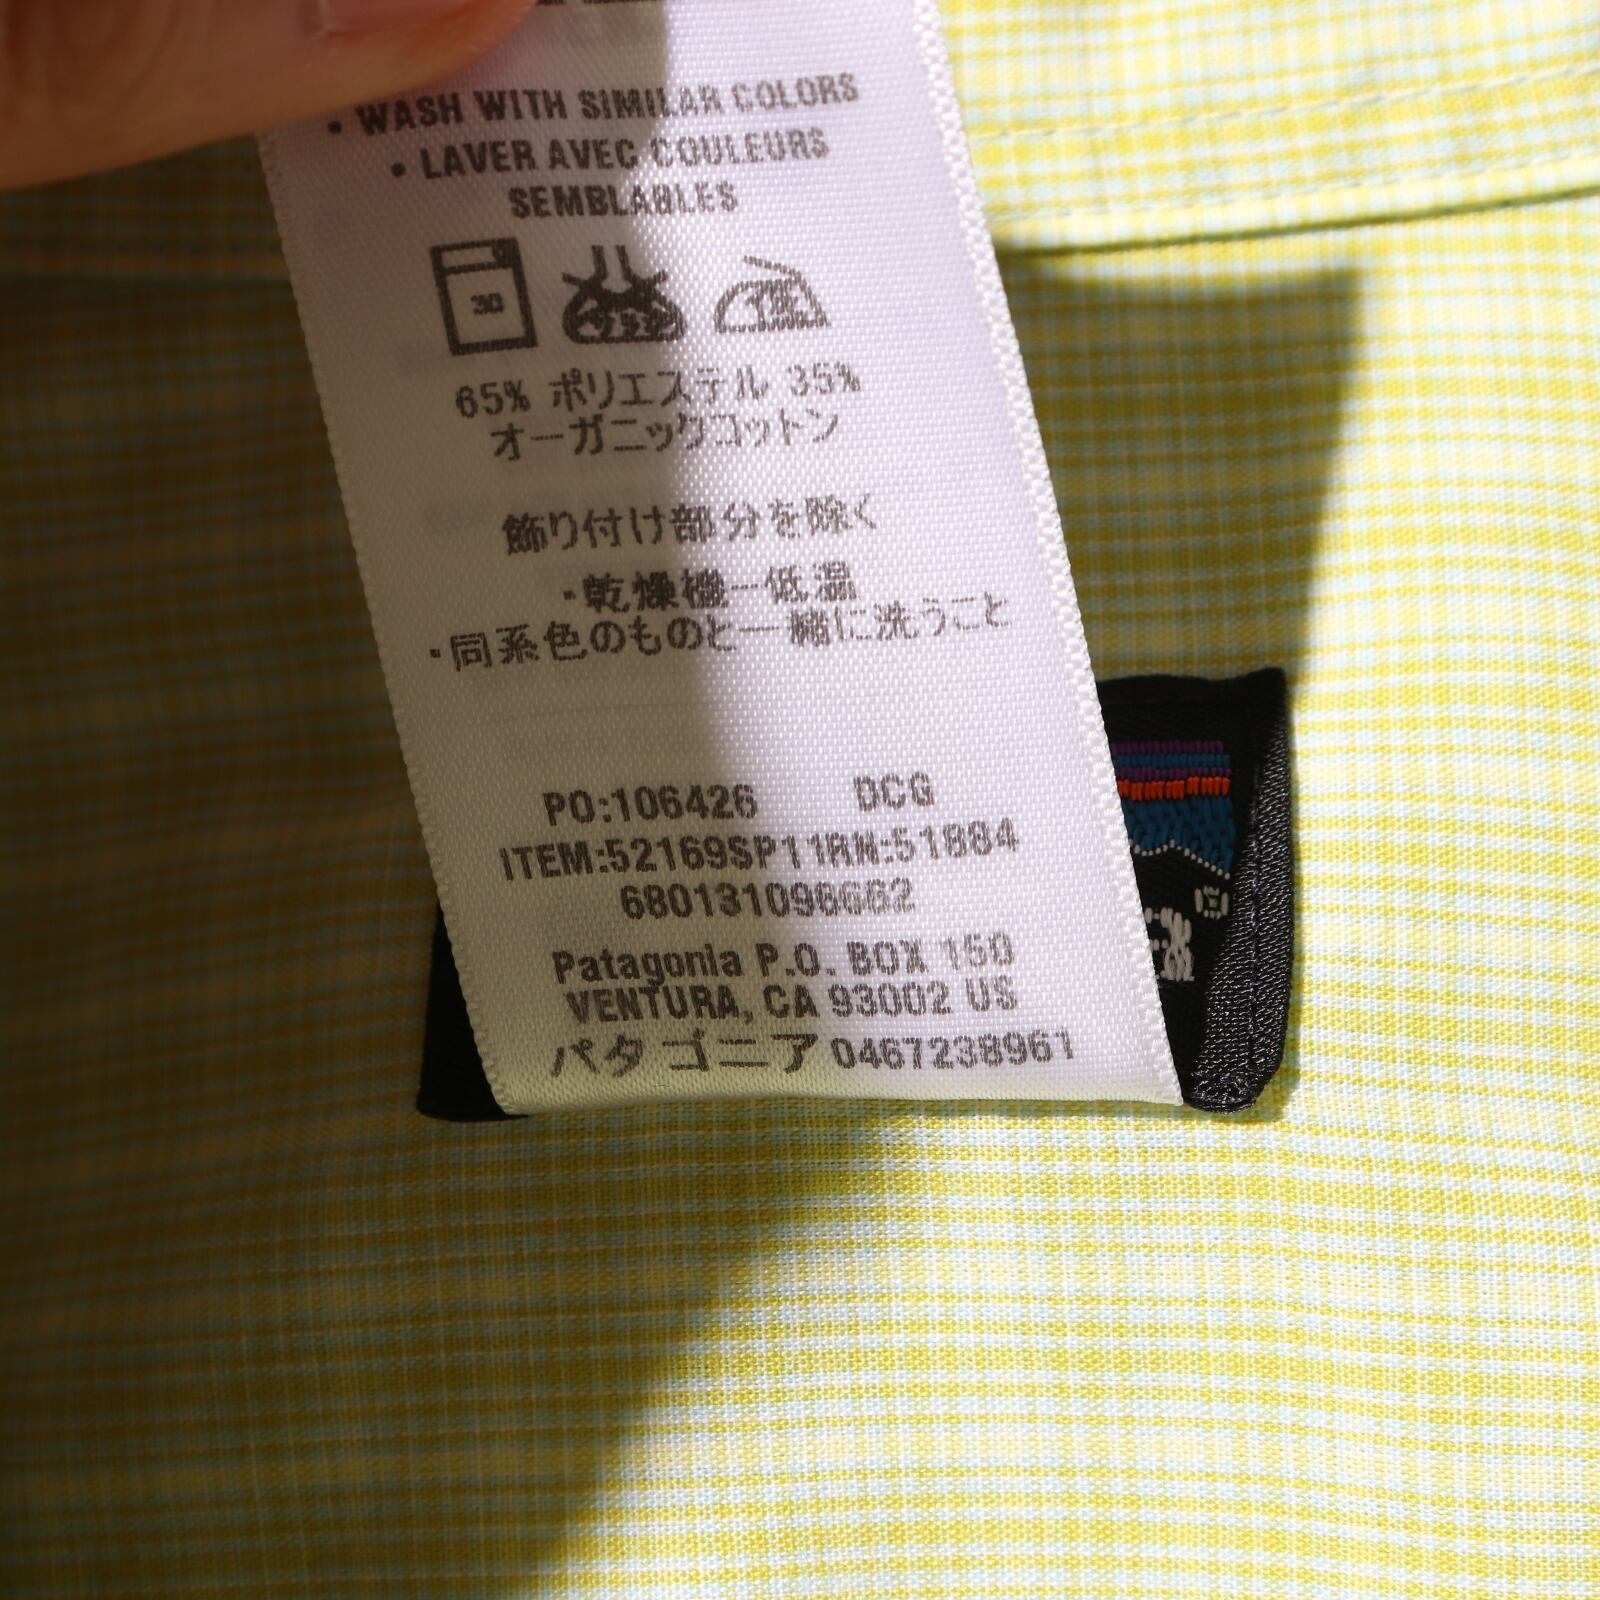 • WASH WITH SIMILAR COLORS
• LAVER AVEC COULEURS
SEMBLABLES
30
65% ポリエステル 35%
オーガニックコットン
飾り付け部分を除く
・乾燥機ー低温
・同系色のものと一緒に洗うこと
PO:106426 DCG
ITEM:52169SP11RN:51884
680131096662
Patagonia P.O. BOX 150
VENTURA, CA 93002 US
パタゴニア 0467238961